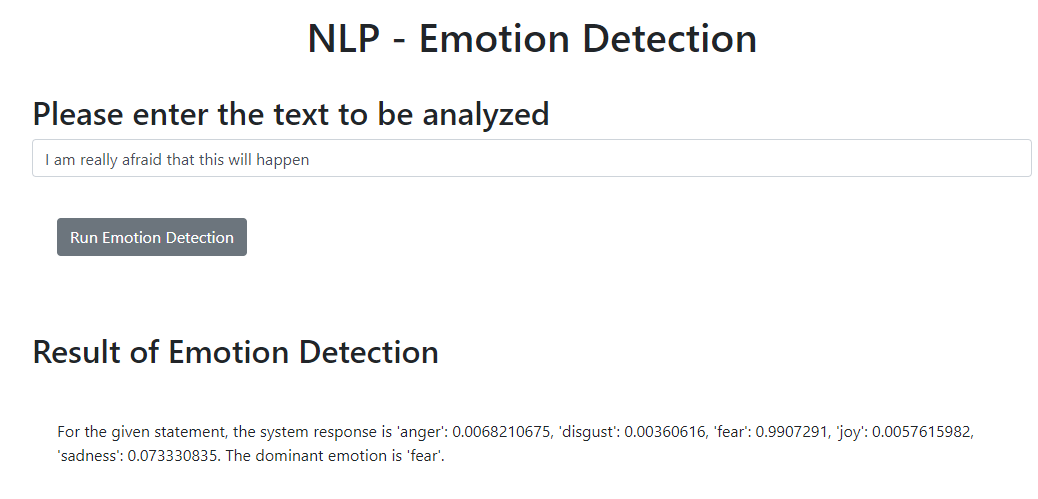 NLP - Emotion Detection
Please enter the text to be analyzed
I am really afraid that this will happen
Run Emotion Detection
Result of Emotion Detection
For the given statement, the system response is 'anger': 0.0068210675, 'disgust': 0.00360616, 'fear': 0.9907291, 'joy': 0.0057615982,
'sadness': 0.073330835. The dominant emotion is 'fear'.